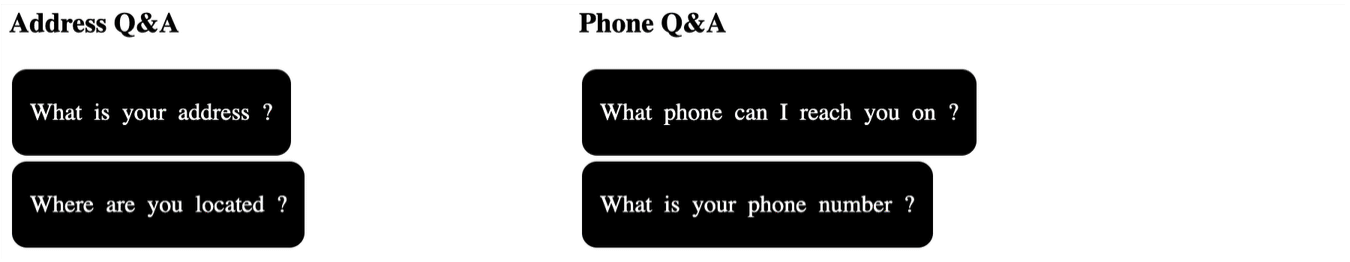 Address Q&A
What is your address ?
Where are you located ?
Phone Q&A
What phone can I reach you on ?
What is your phone number ?